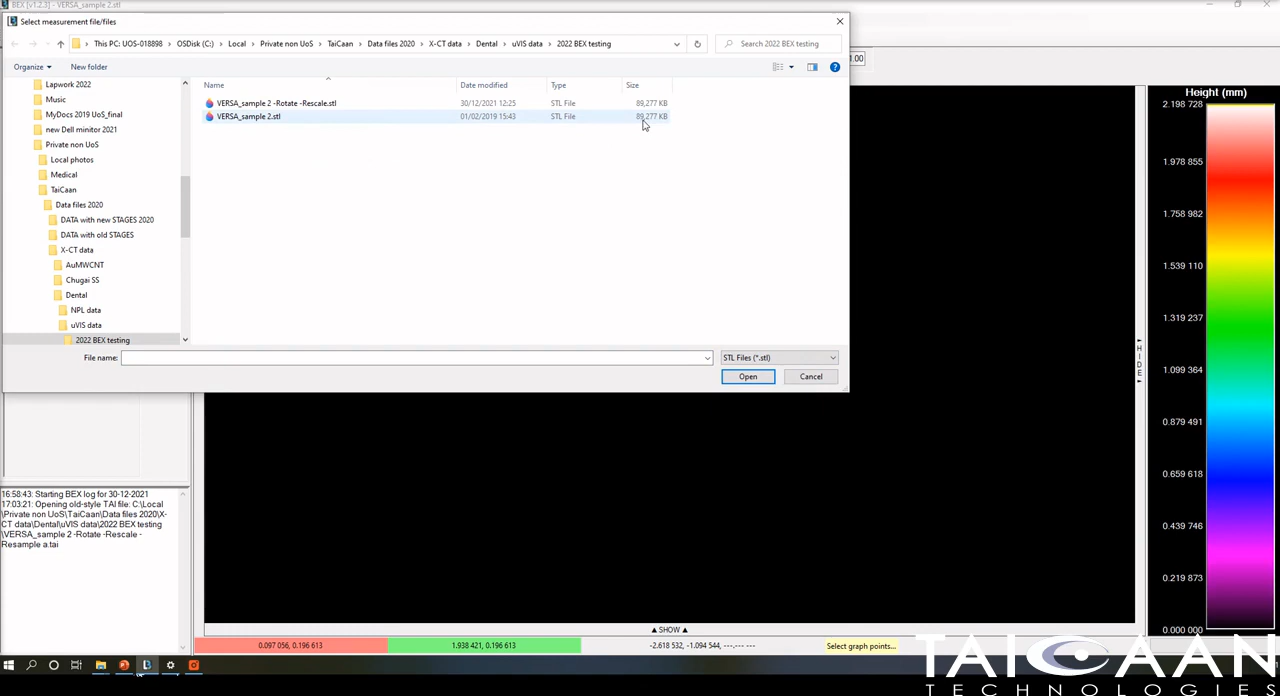 BEX [v1.2.3] - VERSA_sample 2.stl
Select measurement file/files
This PC: UOS-018898 > OSDisk (C:) > Local > Private non UoS > TaiCaan > Data files 2020 > X-CT data > Dental > uVIS data > 2022 BEX testing
Search 2022 BEX testing
Organize
New folder
1.00
Name
Date modified
Type
Size
VERSA_sample 2 -Rotate -Rescale.stl
30/12/2021 12:25
STL File
89,277 KB
VERSA_sample 2.stl
01/02/2019 15:43
STL File
89,277 KB
Lapwork 2022
Music
MyDocs 2019 UoS_final
new Dell minitor 2021
Private non UoS
Local photos
Medical
TaiCaan
Data files 2020
DATA with new STAGES 2020
DATA with old STAGES
X-CT data
AuMWCNT
Chugai SS
Dental
NPL data
uVIS data
2022 BEX testing
File name:
STL Files (*.stl)
Open
Cancel
Height (mm)
2.198 728
1.978 855
1.758 982
1.539 110
1.319 237
1.099 364
0.879 491
0.659 618
0.439 746
0.219 873
0.000 000
HIDE
16:58:43: Starting BEX log for 30-12-2021
17:03:21: Opening old-style TAI file: C:\Local
\Private non UoS\TaiCaan\Data files 2020\X-
CT data\Dental\uVIS data\2022 BEX testing
\VERSA_sample 2 -Rotate -Rescale -
Resample a.tai
▲ SHOW ▲
0.097 056, 0.196 613
1.938 421, 0.196 613
-2.618 532, -1.094 544, ---.--- ---
Select graph points...
TAICAAN
TECHNOLOGIES